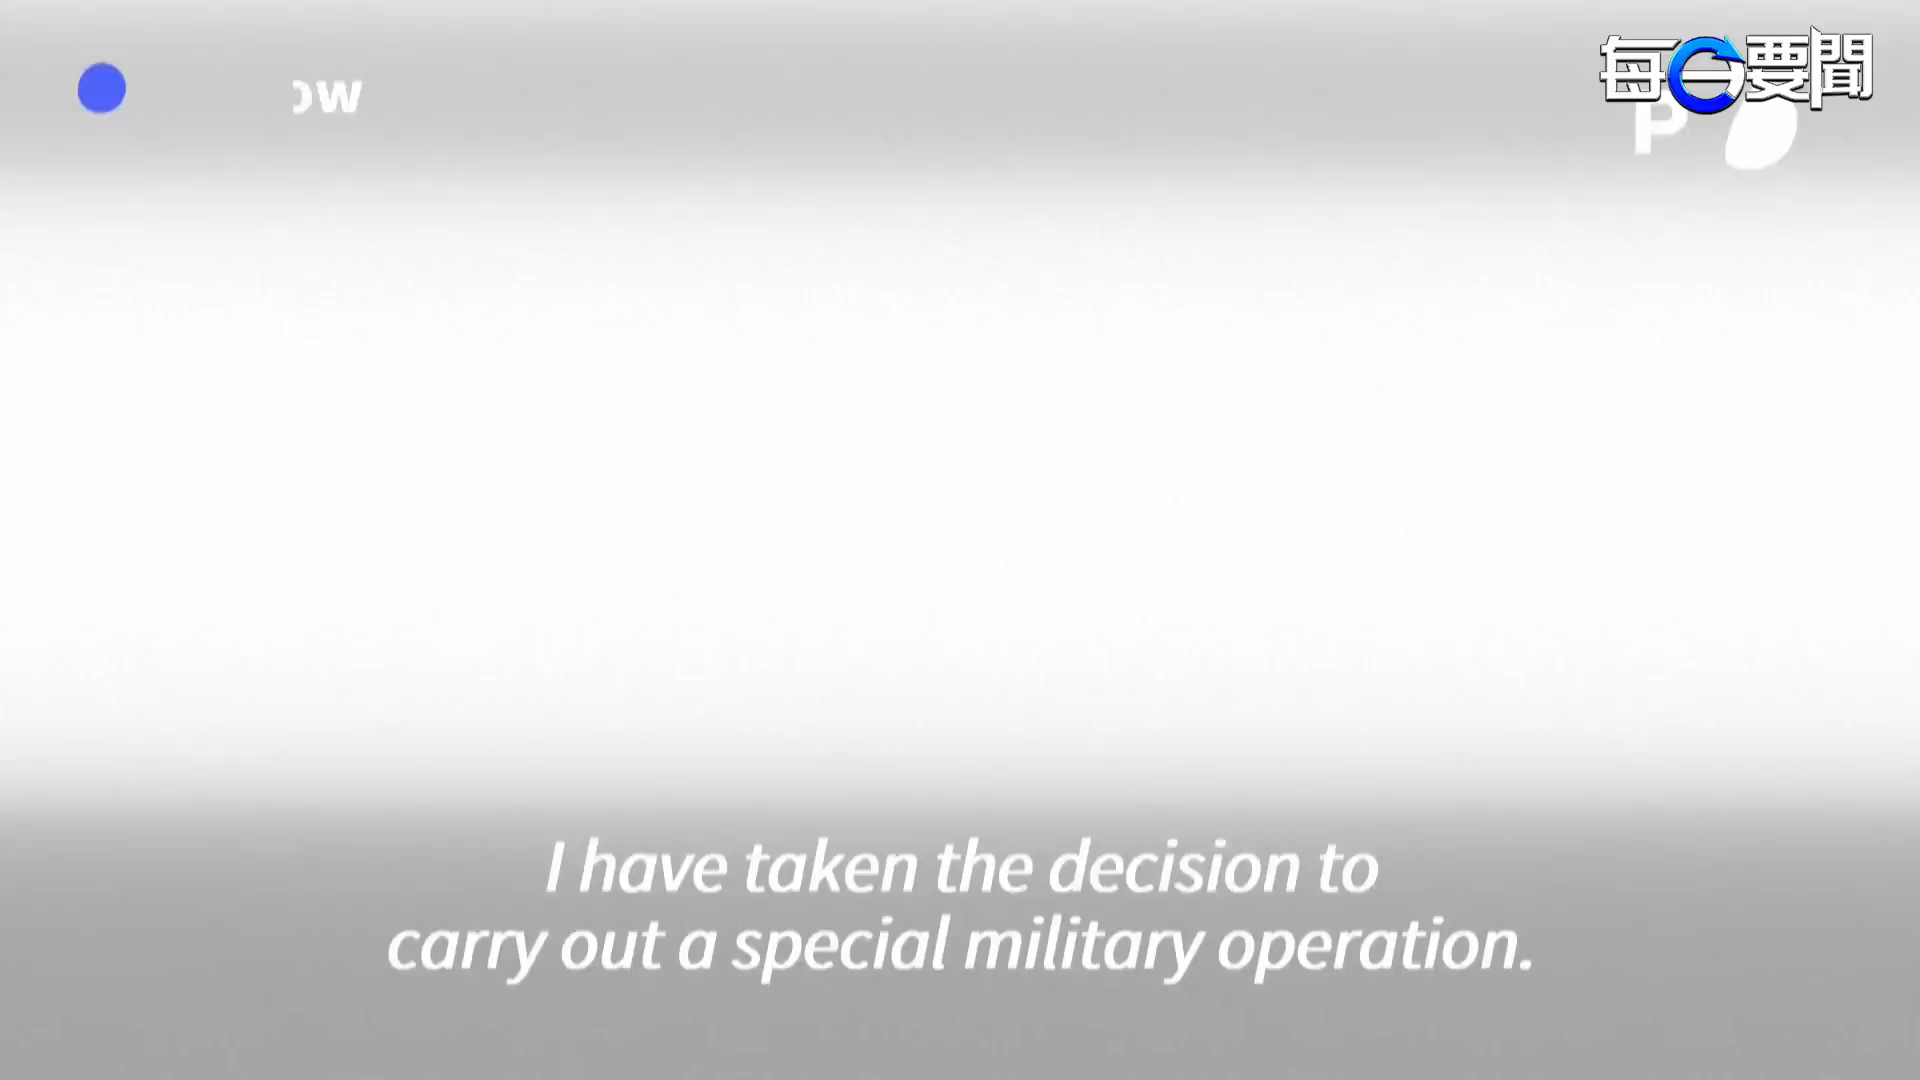 每日要聞
I have taken the decision to
carry out a special military operation.